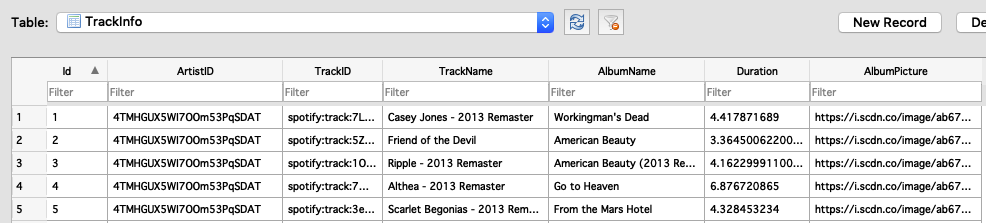 Table: TrackInfo New Record De
Id ArtistID TrackID TrackName AlbumName Duration AlbumPicture
Filter Filter Filter Filter Filter Filter Filter
1 1 4TMHGUX5WI7OOm53PqSDAT spotify:track:7L... Casey Jones - 2013 Remaster Workingman's Dead 4.417871689 https://i.scdn.co/image/ab67...
2 2 4TMHGUX5WI7OOm53PqSDAT spotify:track:5Z... Friend of the Devil American Beauty 3.36450062200... https://i.scdn.co/image/ab67...
3 3 4TMHGUX5WI7OOm53PqSDAT spotify:track:1O... Ripple - 2013 Remaster American Beauty (2013 Re... 4.16229991100... https://i.scdn.co/image/ab67...
4 4 4TMHGUX5WI7OOm53PqSDAT spotify:track:7... Althea - 2013 Remaster Go to Heaven 6.876720865 https://i.scdn.co/image/ab67...
5 5 4TMHGUX5WI7OOm53PqSDAT spotify:track:3e... Scarlet Begonias - 2013 Rem... From the Mars Hotel 4.328453234 https://i.scdn.co/image/ab67...